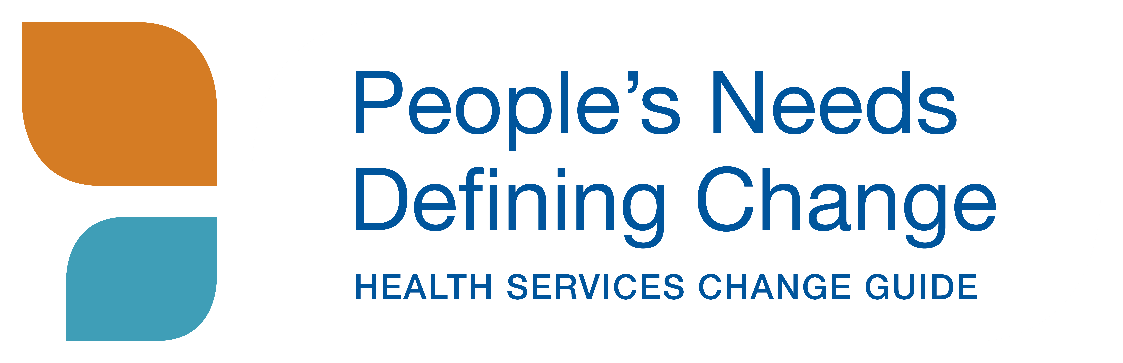 People’s Needs
Defining Change
HEALTH SERVICES CHANGE GUIDE